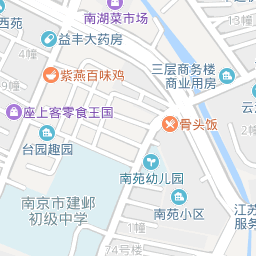 南湖菜市场
西苑
1幢
3幢
益丰大药房
4幢
三层商务楼
商业用房
紫燕百味鸡
座上客零食王国
骨头饭
台园趣园
南苑幼儿园
南京市建邺
初级中学
南苑小区
江苏
服务
1幢
74号楼